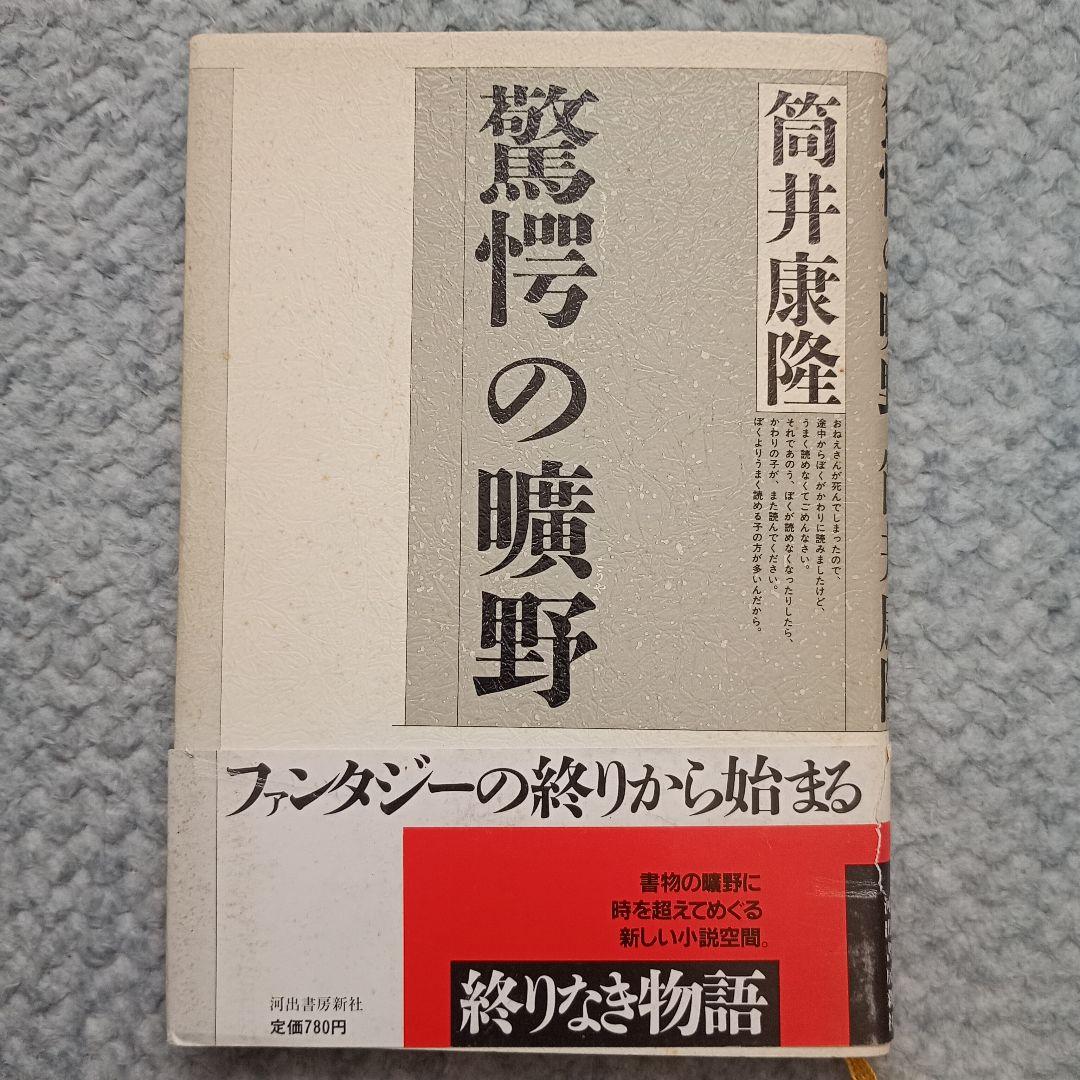 筒井康隆
おねえさんが死んでしまったので、
途中からぼくがかわりに読みましたけど、
うまく読めなくてごめんなさい。
それであのう、ぼくが読めなくなったりしたら、
かわりの子が、また読んでください。
ぼくよりうまく読める子の方が多いんだから。
驚愕の曠野
ファンタジーの終りから始まる
書物の曠野に
時を超えてめぐる
新しい小説空間。
終りなき物語
河出書房新社
定価780円